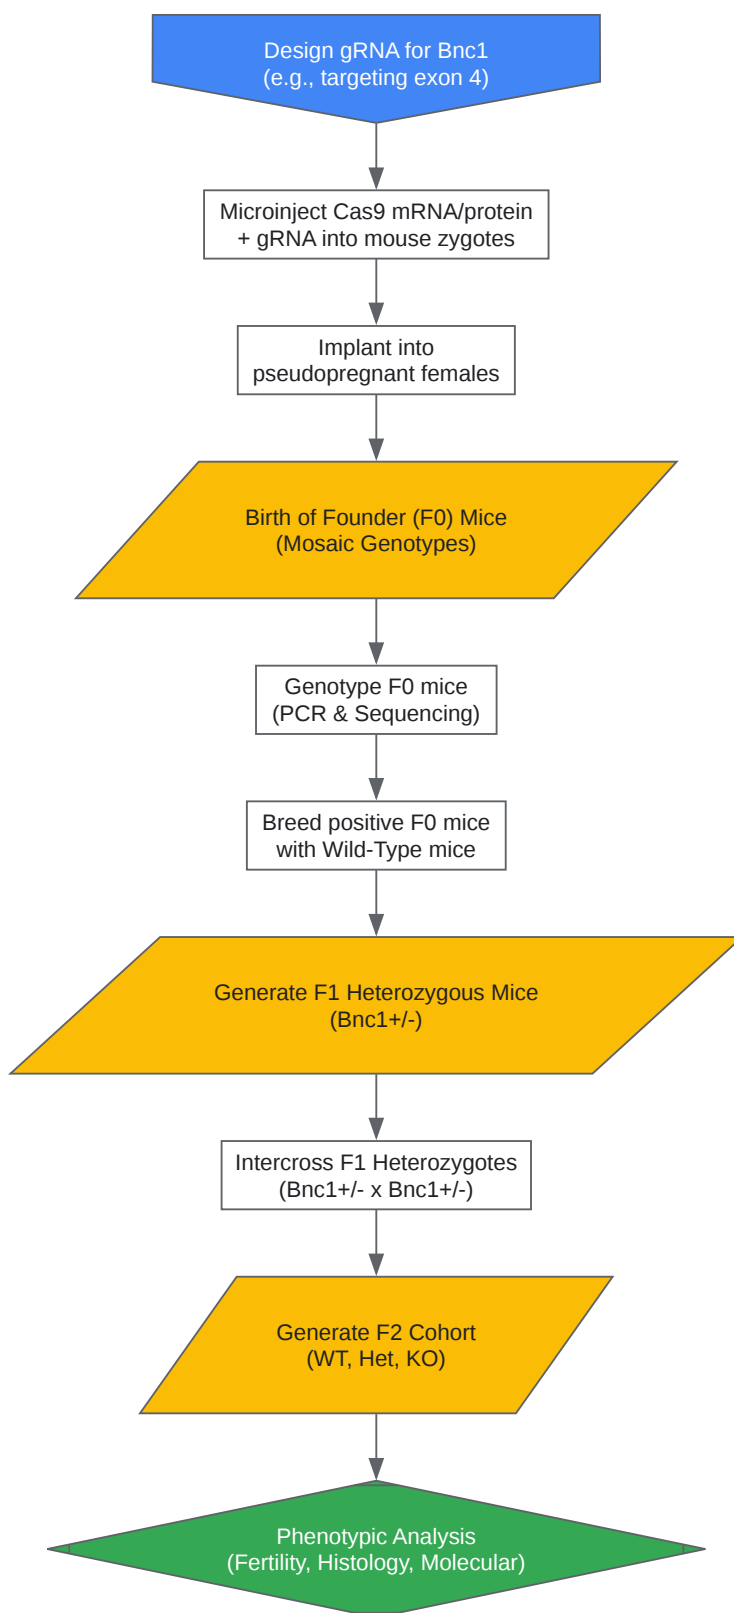 Design gRNA for Bnc1
(e.g., targeting exon 4)
Microinject Cas9 mRNA/protein
+ gRNA into mouse zygotes
Implant into
pseudopregnant females
Birth of Founder (F0) Mice
(Mosaic Genotypes)
Genotype F0 mice
(PCR & Sequencing)
Breed positive F0 mice
with Wild-Type mice
Generate F1 Heterozygous Mice
(Bnc1+/-)
Intercross F1 Heterozygotes
(Bnc1+/- x Bnc1+/-)
Generate F2 Cohort
(WT, Het, KO)
Phenotypic Analysis
(Fertility, Histology, Molecular)